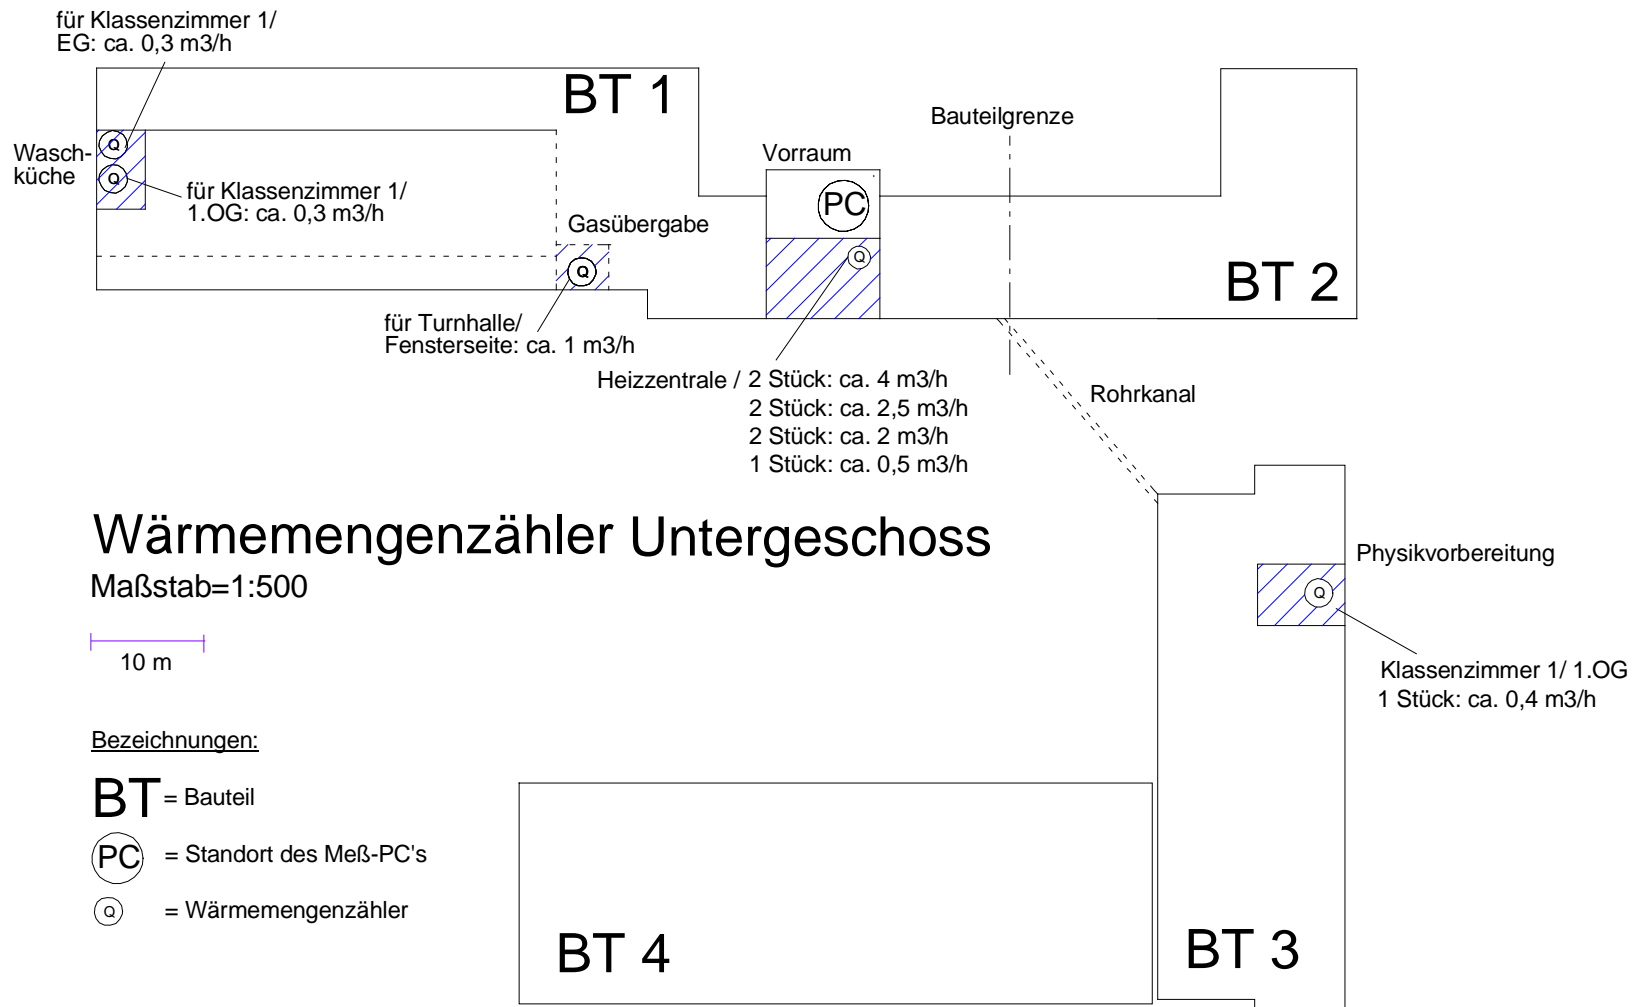 für Klassenzimmer 1/
EG: ca. 0,3 m3/h
BT 1
Bauteilgrenze
Wasch-
küche
Q
Q
für Klassenzimmer 1/
1.OG: ca. 0,3 m3/h
Vorraum
PC
Gasübergabe
Q
Q
BT 2
für Turnhalle/
Fensterseite: ca. 1 m3/h
Heizzentrale / 2 Stück: ca. 4 m3/h
2 Stück: ca. 2,5 m3/h
2 Stück: ca. 2 m3/h
1 Stück: ca. 0,5 m3/h
Rohrkanal
Wärmemengenzähler Untergeschoss
Maßstab=1:500
10 m
Physikvorbereitung
Q
Klassenzimmer 1/ 1.OG
1 Stück: ca. 0,4 m3/h
Bezeichnungen:
BT = Bauteil
PC = Standort des Meß-PC's
Q = Wärmemengenzähler
BT 4
BT 3